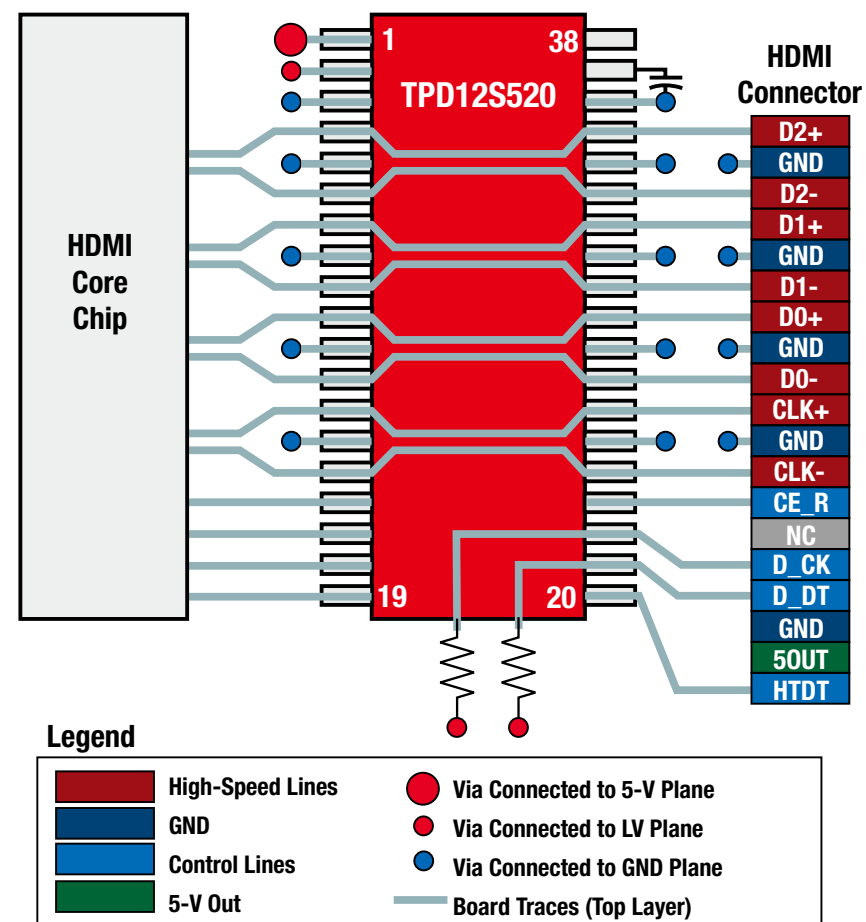 1
38
TPD12S520
HDMI
Connector
D2+
GND
D2-
D1+
GND
D1-
D0+
GND
D0-
CLK+
GND
CLK-
CE_R
NC
D_CK
D_DT
GND
5OUT
HTDT
HDMI
Core
Chip
19
20
Legend
High-Speed Lines
GND
Control Lines
5-V Out
Via Connected to 5-V Plane
Via Connected to LV Plane
Via Connected to GND Plane
Board Traces (Top Layer)